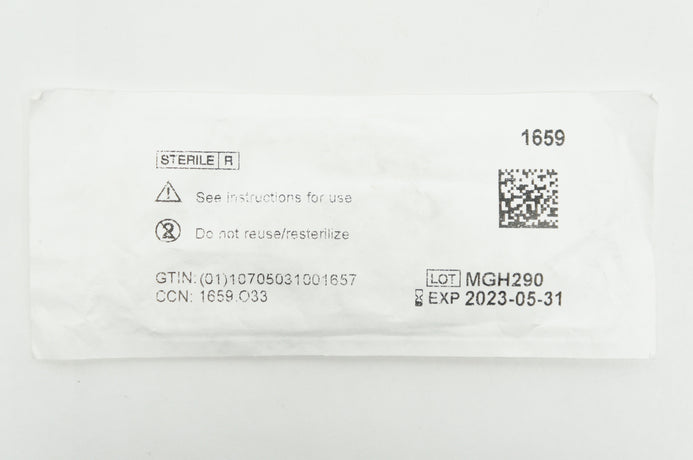 1659
STERILE R
See instructions for use
Do not reuse/resterilize
GTIN: (01)10705031001657
CCN: 1659.O33
LOT MGH290
EXP 2023-05-31